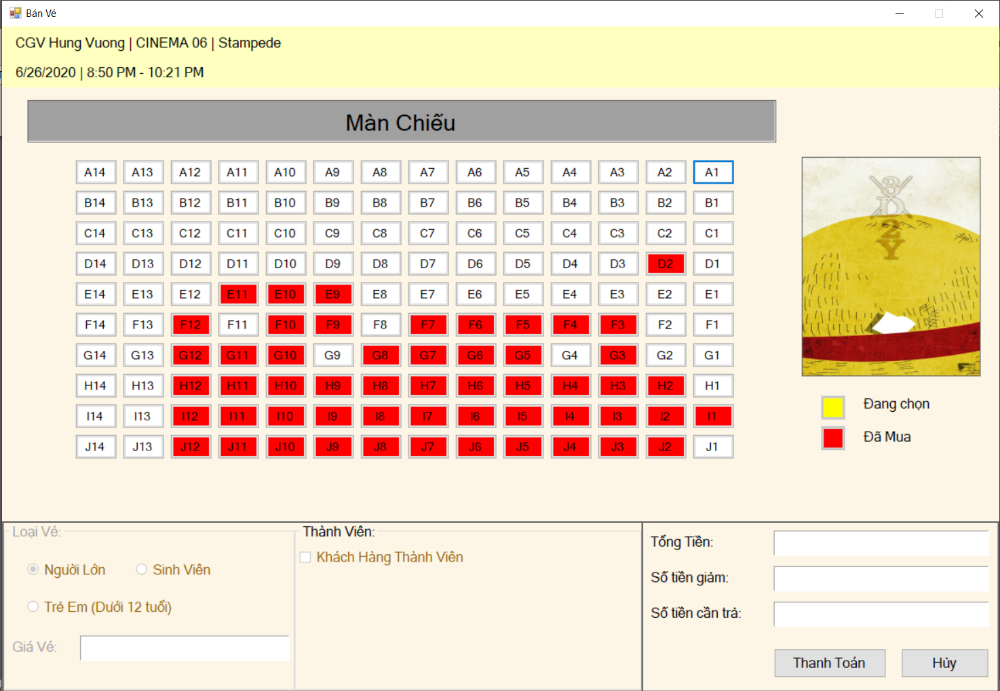 Bán Vé
CGV Hung Vuong | CINEMA 06 | Stampede
6/26/2020 | 8:50 PM - 10:21 PM
Màn Chiếu
A14 A13 A12 A11 A10 A9 A8 A7 A6 A5 A4 A3 A2 A1
B14 B13 B12 B11 B10 B9 B8 B7 B6 B5 B4 B3 B2 B1
C14 C13 C12 C11 C10 C9 C8 C7 C6 C5 C4 C3 C2 C1
D14 D13 D12 D11 D10 D9 D8 D7 D6 D5 D4 D3 D2 D1
E14 E13 E12 E11 E10 E9 E8 E7 E6 E5 E4 E3 E2 E1
F14 F13 F12 F11 F10 F9 F8 F7 F6 F5 F4 F3 F2 F1
G14 G13 G12 G11 G10 G9 G8 G7 G6 G5 G4 G3 G2 G1
H14 H13 H12 H11 H10 H9 H8 H7 H6 H5 H4 H3 H2 H1
I14 I13 I12 I11 I10 I9 I8 I7 I6 I5 I4 I3 I2 I1
J14 J13 J12 J11 J10 J9 J8 J7 J6 J5 J4 J3 J2 J1
3
D
2
Y
Đang chọn
Đã Mua
Loại Vé:
Người Lớn Sinh Viên
Trẻ Em (Dưới 12 tuổi)
Giá Vé:
Thành Viên:
Khách Hàng Thành Viên
Tổng Tiền:
Số tiền giảm:
Số tiền cần trả:
Thanh Toán Hủy